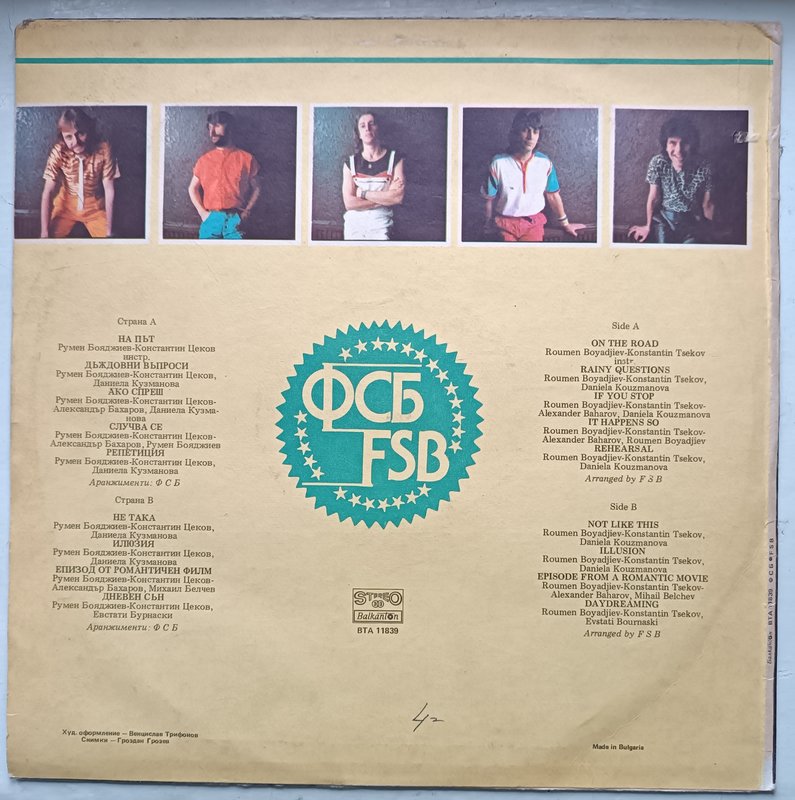 Страна А
НА ПЪТ
Румен Бояджиев-Константин Цеков
инстр.
ДЪЖДОВНИ ВЪПРОСИ
Румен Бояджиев-Константин Цеков,
Даниела Кузманова
АКО СПРЕШ
Румен Бояджиев-Константин Цеков-
Александър Бахаров, Даниела Кузма-
нова
СЛУЧВА СЕ
Румен Бояджиев-Константин Цеков-
Александър Бахаров, Румен Бояджиев
РЕПЕТИЦИЯ
Румен Бояджиев-Константин Цеков,
Даниела Кузманова
Аранжименти: Ф С Б
Страна В
НЕ ТАКА
Румен Бояджиев-Константин Цеков,
Даниела Кузманова
ИЛЮЗИЯ
Румен Бояджиев-Константин Цеков,
Даниела Кузманова
ЕПИЗОД ОТ РОМАНТИЧЕН ФИЛМ
Румен Бояджиев-Константин Цеков-
Александър Бахаров, Михаил Белчев
ДНЕВЕН СЪН
Румен Бояджиев-Константин Цеков,
Евстати Бурнаски
Аранжименти: Ф С Б
ФСБ
FSB
STEREO
Balkanton
ВТА 11839
Side A
ON THE ROAD
Roumen Boyadjiev-Konstantin Tsekov
instr.
RAINY QUESTIONS
Roumen Boyadjiev-Konstantin Tsekov,
Daniela Kouzmanova
IF YOU STOP
Roumen Boyadjiev-Konstantin Tsekov-
Alexander Baharov, Daniela Kouzmanova
IT HAPPENS SO
Roumen Boyadjiev-Konstantin Tsekov-
Alexander Baharov, Roumen Boyadjiev
REHEARSAL
Roumen Boyadjiev-Konstantin Tsekov,
Daniela Kouzmanova
Arranged by F S B
Side B
NOT LIKE THIS
Roumen Boyadjiev-Konstantin Tsekov,
Daniela Kouzmanova
ILLUSION
Roumen Boyadjiev-Konstantin Tsekov,
Daniela Kouzmanova
EPISODE FROM A ROMANTIC MOVIE
Roumen Boyadjiev-Konstantin Tsekov-
Alexander Baharov, Mihail Belchev
DAYDREAMING
Roumen Boyadjiev-Konstantin Tsekov,
Evstati Bournaski
Arranged by F S B
Балкантон ВТА 11839 ФСБ FSB
Худ. оформление — Венцислав Трифонов
Снимки — Гроздан Грозев
Made in Bulgaria